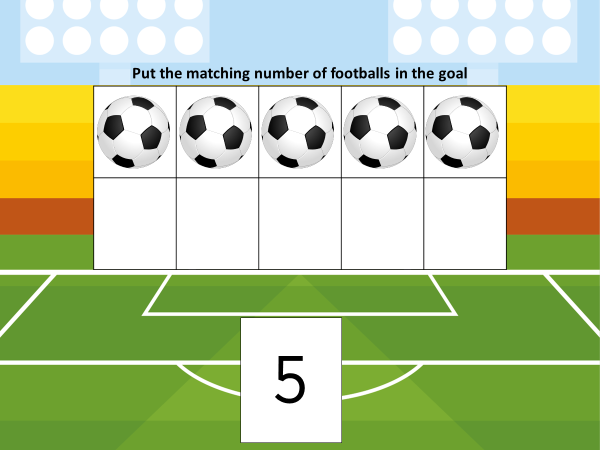 Put the matching number of footballs in the goal
5